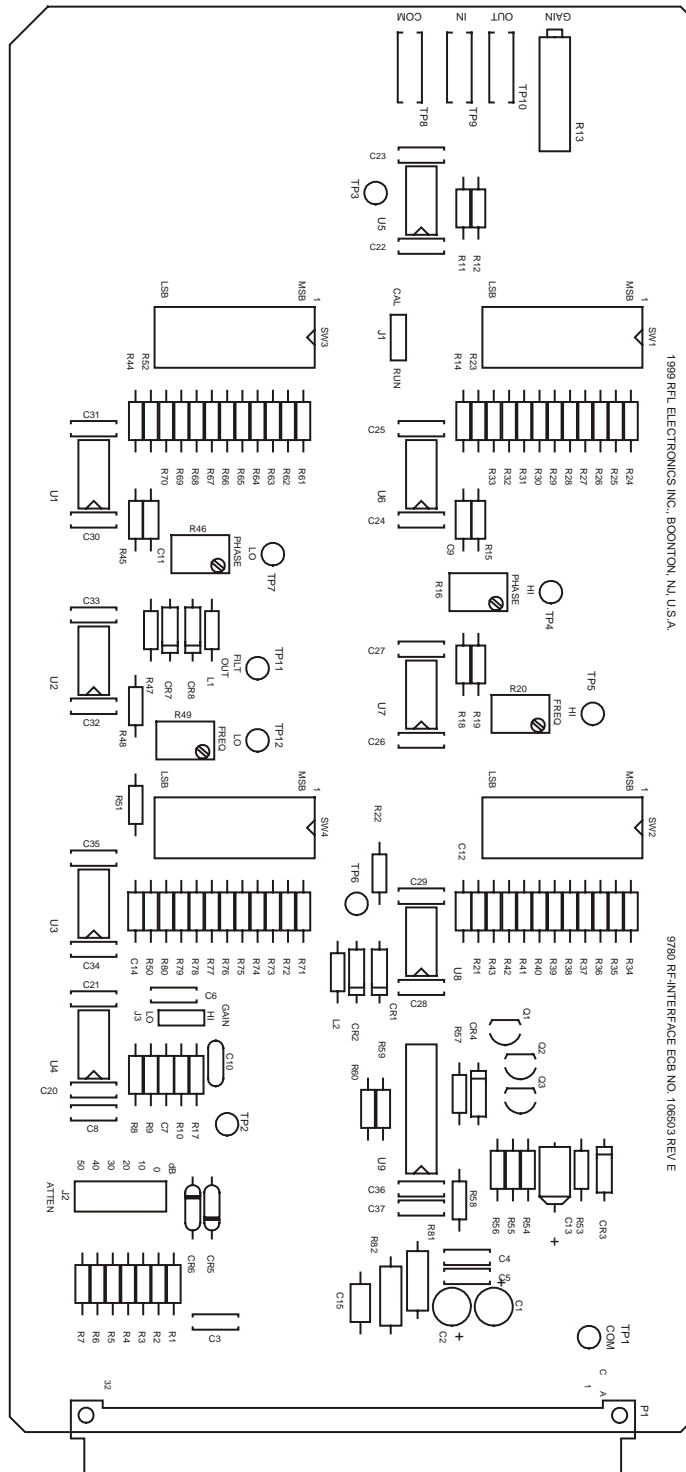 COM
IN
OUT
GAIN
TP8
TP9
TP10
R13
C23
TP3
U5
C22
R11
R12
LSB
MSB
1
SW3
CAL
J1
RUN
LSB
MSB
1
SW1
R44
R52
R14
R23
1999 RFL ELECTRONICS INC., BOONTON, NJ, U.S.A.
C31
U1
C30
R70
R69
R68
R67
R66
R65
R64
R63
R62
R61
C25
U6
C24
R33
R32
R31
R30
R29
R28
R27
R26
R25
R24
R45
C11
R46
PHASE
LO
TP7
C9
R15
R16
PHASE
HI
TP4
C33
U2
C32
R47
CR7
CR8
L1
FILT
OUT
TP11
C27
U7
C26
R18
R19
R20
FREQ
HI
TP5
R48
R49
FREQ
LO
TP12
R51
LSB
MSB
1
SW4
R22
C12
LSB
MSB
1
SW2
C35
U3
C34
C14
R50
R80
R79
R78
R77
R76
R75
R74
R73
R72
R71
TP6
C29
U8
C28
R21
R43
R42
R41
R40
R39
R38
R37
R36
R35
R34
9780 RF-INTERFACE ECB NO. 106503 REV E
L2
CR2
CR1
C21
U4
C20
C8
C6
J3
LO
HI
GAIN
C10
R8
R9
C7
R10
R17
TP2
R60
R59
U9
R57
CR4
Q1
Q2
Q3
C36
C37
R58
R56
R55
R54
C13
+
R53
CR3
50
40
30
20
10
0
dB
J2
ATTEN
CR6
CR5
R7
R6
R5
R4
R3
R2
R1
C3
C15
R82
R81
C4
C5
C2
+
C1
+
TP1
COM
32
1
C
A
P1